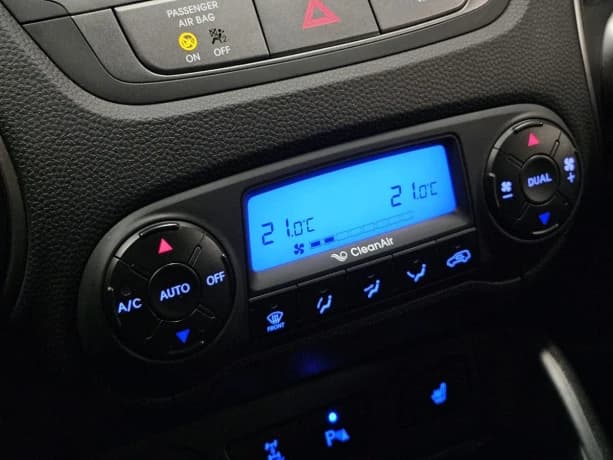 PASSENGER
AIR BAG
ON OFF
21.0°C 21.0°C
CleanAir
DUAL
A/C AUTO OFF
FRONT
P